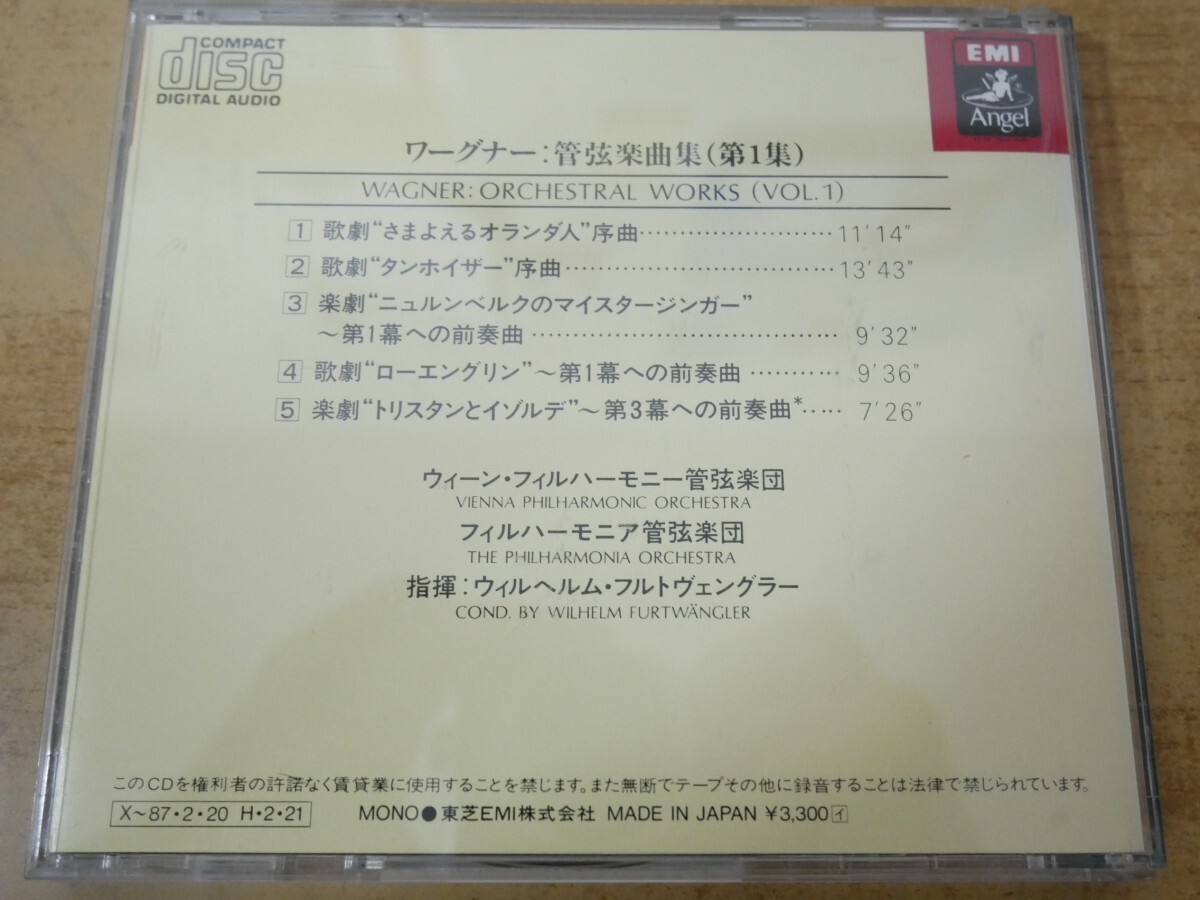 COMPACT
disc
DIGITAL AUDIO
EMI
Angel
ワーグナー:管弦楽曲集(第1集)
WAGNER: ORCHESTRAL WORKS (VOL.1)
1 歌劇“さまよえるオランダ人”序曲………………………11'14"
2 歌劇“タンホイザー”序曲………………………………13'43"
3 楽劇“ニュルンベルクのマイスタージンガー”
～第1幕への前奏曲………………………………… 9'32"
4 歌劇“ローエングリン”～第1幕への前奏曲………… 9'36"
5 楽劇“トリスタンとイゾルデ”～第3幕への前奏曲*…… 7'26"
ウィーン・フィルハーモニー管弦楽団
VIENNA PHILHARMONIC ORCHESTRA
フィルハーモニア管弦楽団
THE PHILHARMONIA ORCHESTRA
指揮:ウィルヘルム・フルトヴェングラー
COND. BY WILHELM FURTWÄNGLER
このCDを権利者の許諾なく賃貸業に使用することを禁じます。また無断でテープその他に録音することは法律で禁じられています。
X～87・2・20 H・2・21 MONO●東芝EMI株式会社 MADE IN JAPAN ¥3,300イ